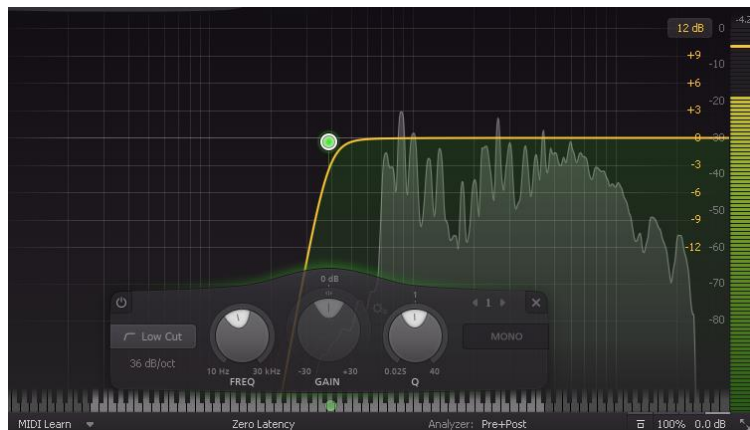 12 dB 0 -4.2
+9
-10
+6
-20
+3
0 -30
-3
-40
-6
-50
-9
-12 -60
-70
-80
0 dB
1
Low Cut
MONO
36 dB/oct
10 Hz 30 kHz -30 +30 0.025 40
FREQ GAIN Q
MIDI Learn Zero Latency Analyzer: Pre+Post 100% 0.0 dB